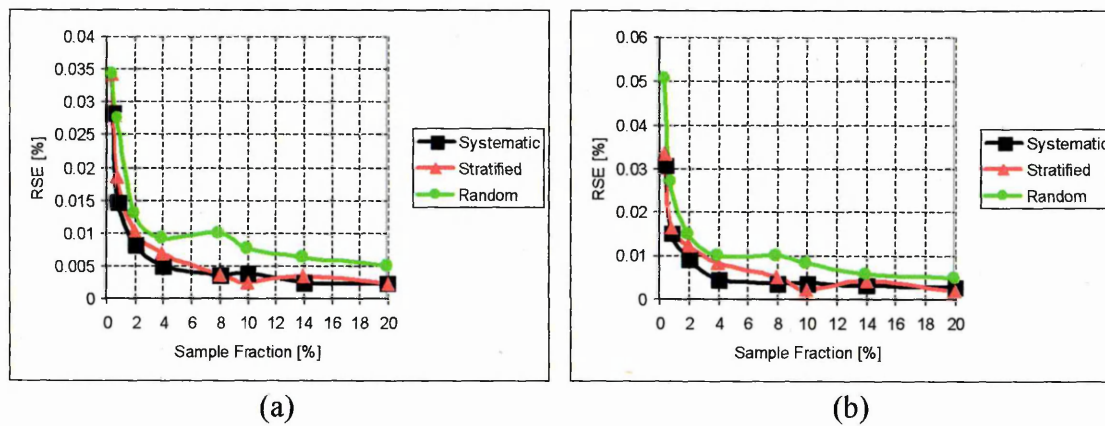 0.04
0.035
0.03
0.025
0.02
0.015
0.01
0.005
0
RSE [%]
0 2 4 6 8 10 12 14 16 18 20
Sample Fraction [%]
Systematic
Stratified
Random
(a)
0.06
0.05
0.04
0.03
0.02
0.01
0
RSE [%]
0 2 4 6 8 10 12 14 16 18 20
Sample Fraction [%]
Systematic
Stratified
Random
(b)